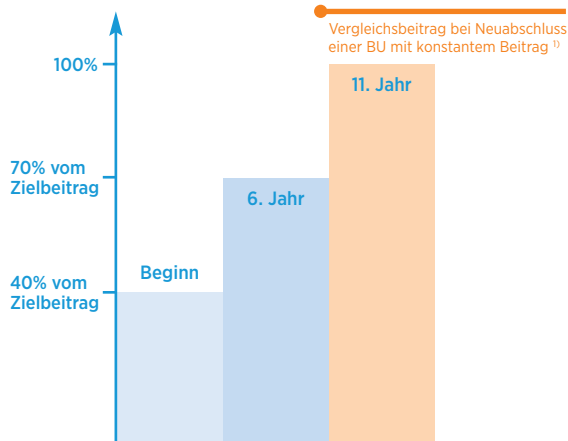 Vergleichsbeitrag bei Neuabschluss
einer BU mit konstantem Beitrag ¹⁾
100%
11. Jahr
70% vom
Zielbeitrag
6. Jahr
Beginn
40% vom
Zielbeitrag